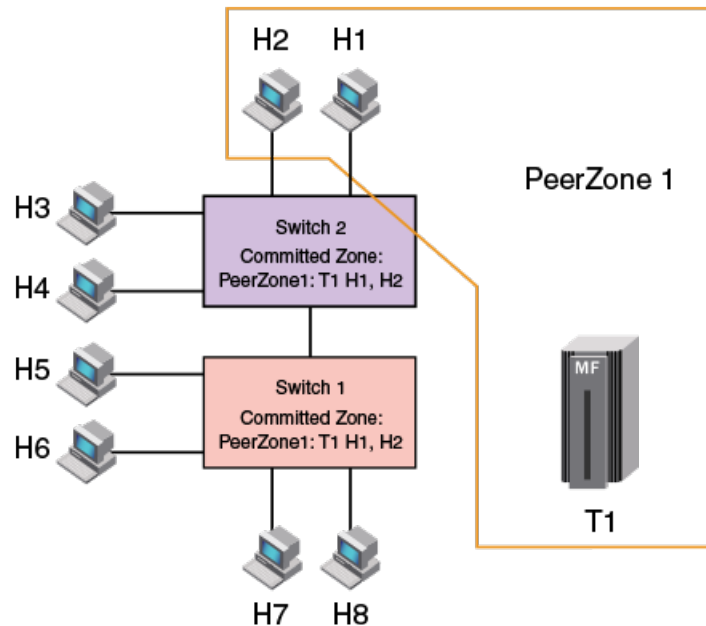 H2
H1
PeerZone 1
H3
Switch 2
Committed Zone:
PeerZone1: T1 H1, H2
H4
H5
Switch 1
Committed Zone:
PeerZone1: T1 H1, H2
H6
MF
T1
H7
H8